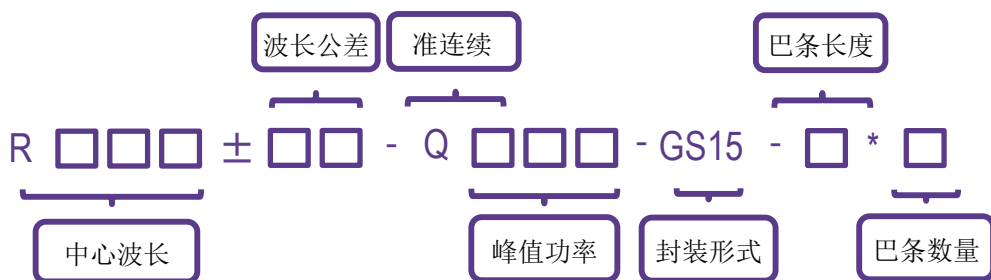 波长公差 准连续 巴条长度
R □□□ ± □□ - Q □□□ - GS15 - □ * □
中心波长 峰值功率 封装形式 巴条数量